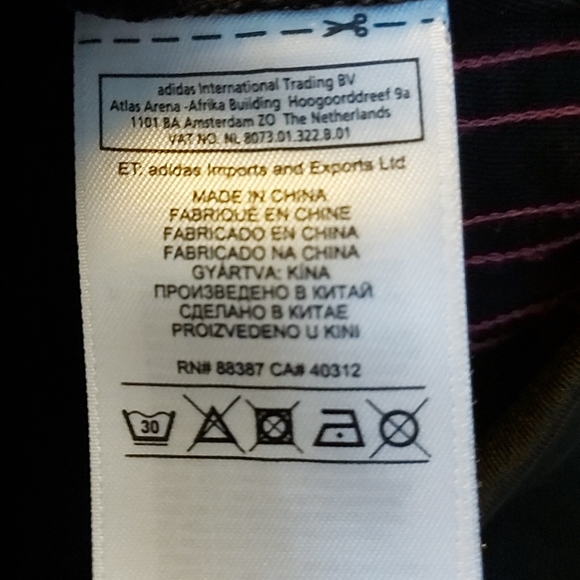 adidas International Trading BV
Atlas Arena -Afrika Building Hoogoorddreef 9a
1101 BA Amsterdam ZO The Netherlands
VAT NO. NL 8073.01.322.B.01
ET: adidas Imports and Exports Ltd
MADE IN CHINA
FABRIQUÉ EN CHINE
FABRICADO EN CHINA
FABRICADO NA CHINA
GYÁRTVA: KÍNA
ПРОИЗВЕДЕНО В КИТАЙ
СДЕЛАНО В КИТАЕ
PROIZVEDENO U KINI
RN# 88387 CA# 40312
30